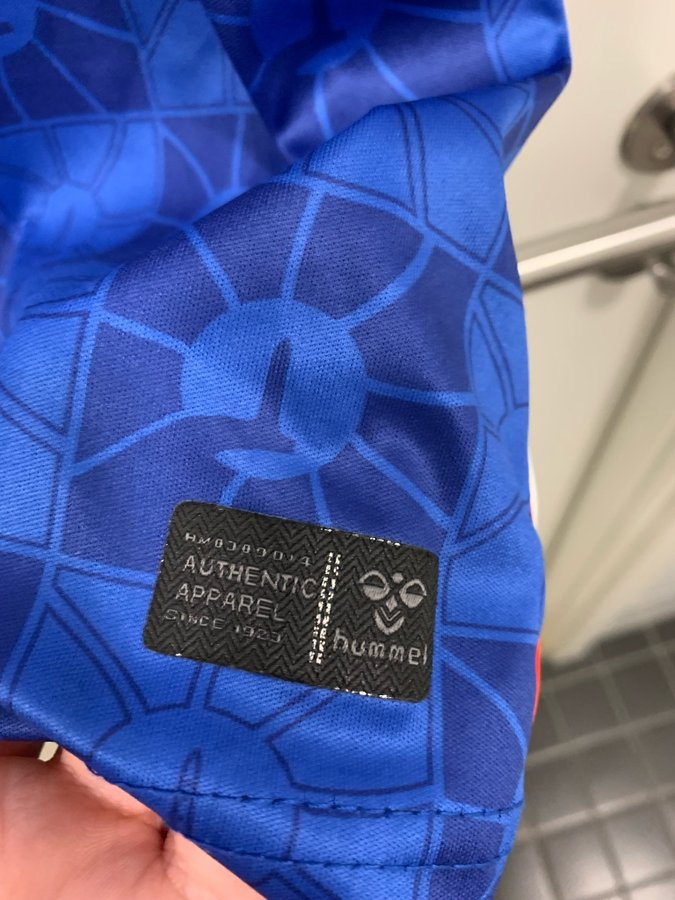 AUTHENTIC
APPAREL
SINCE 1923
hummel